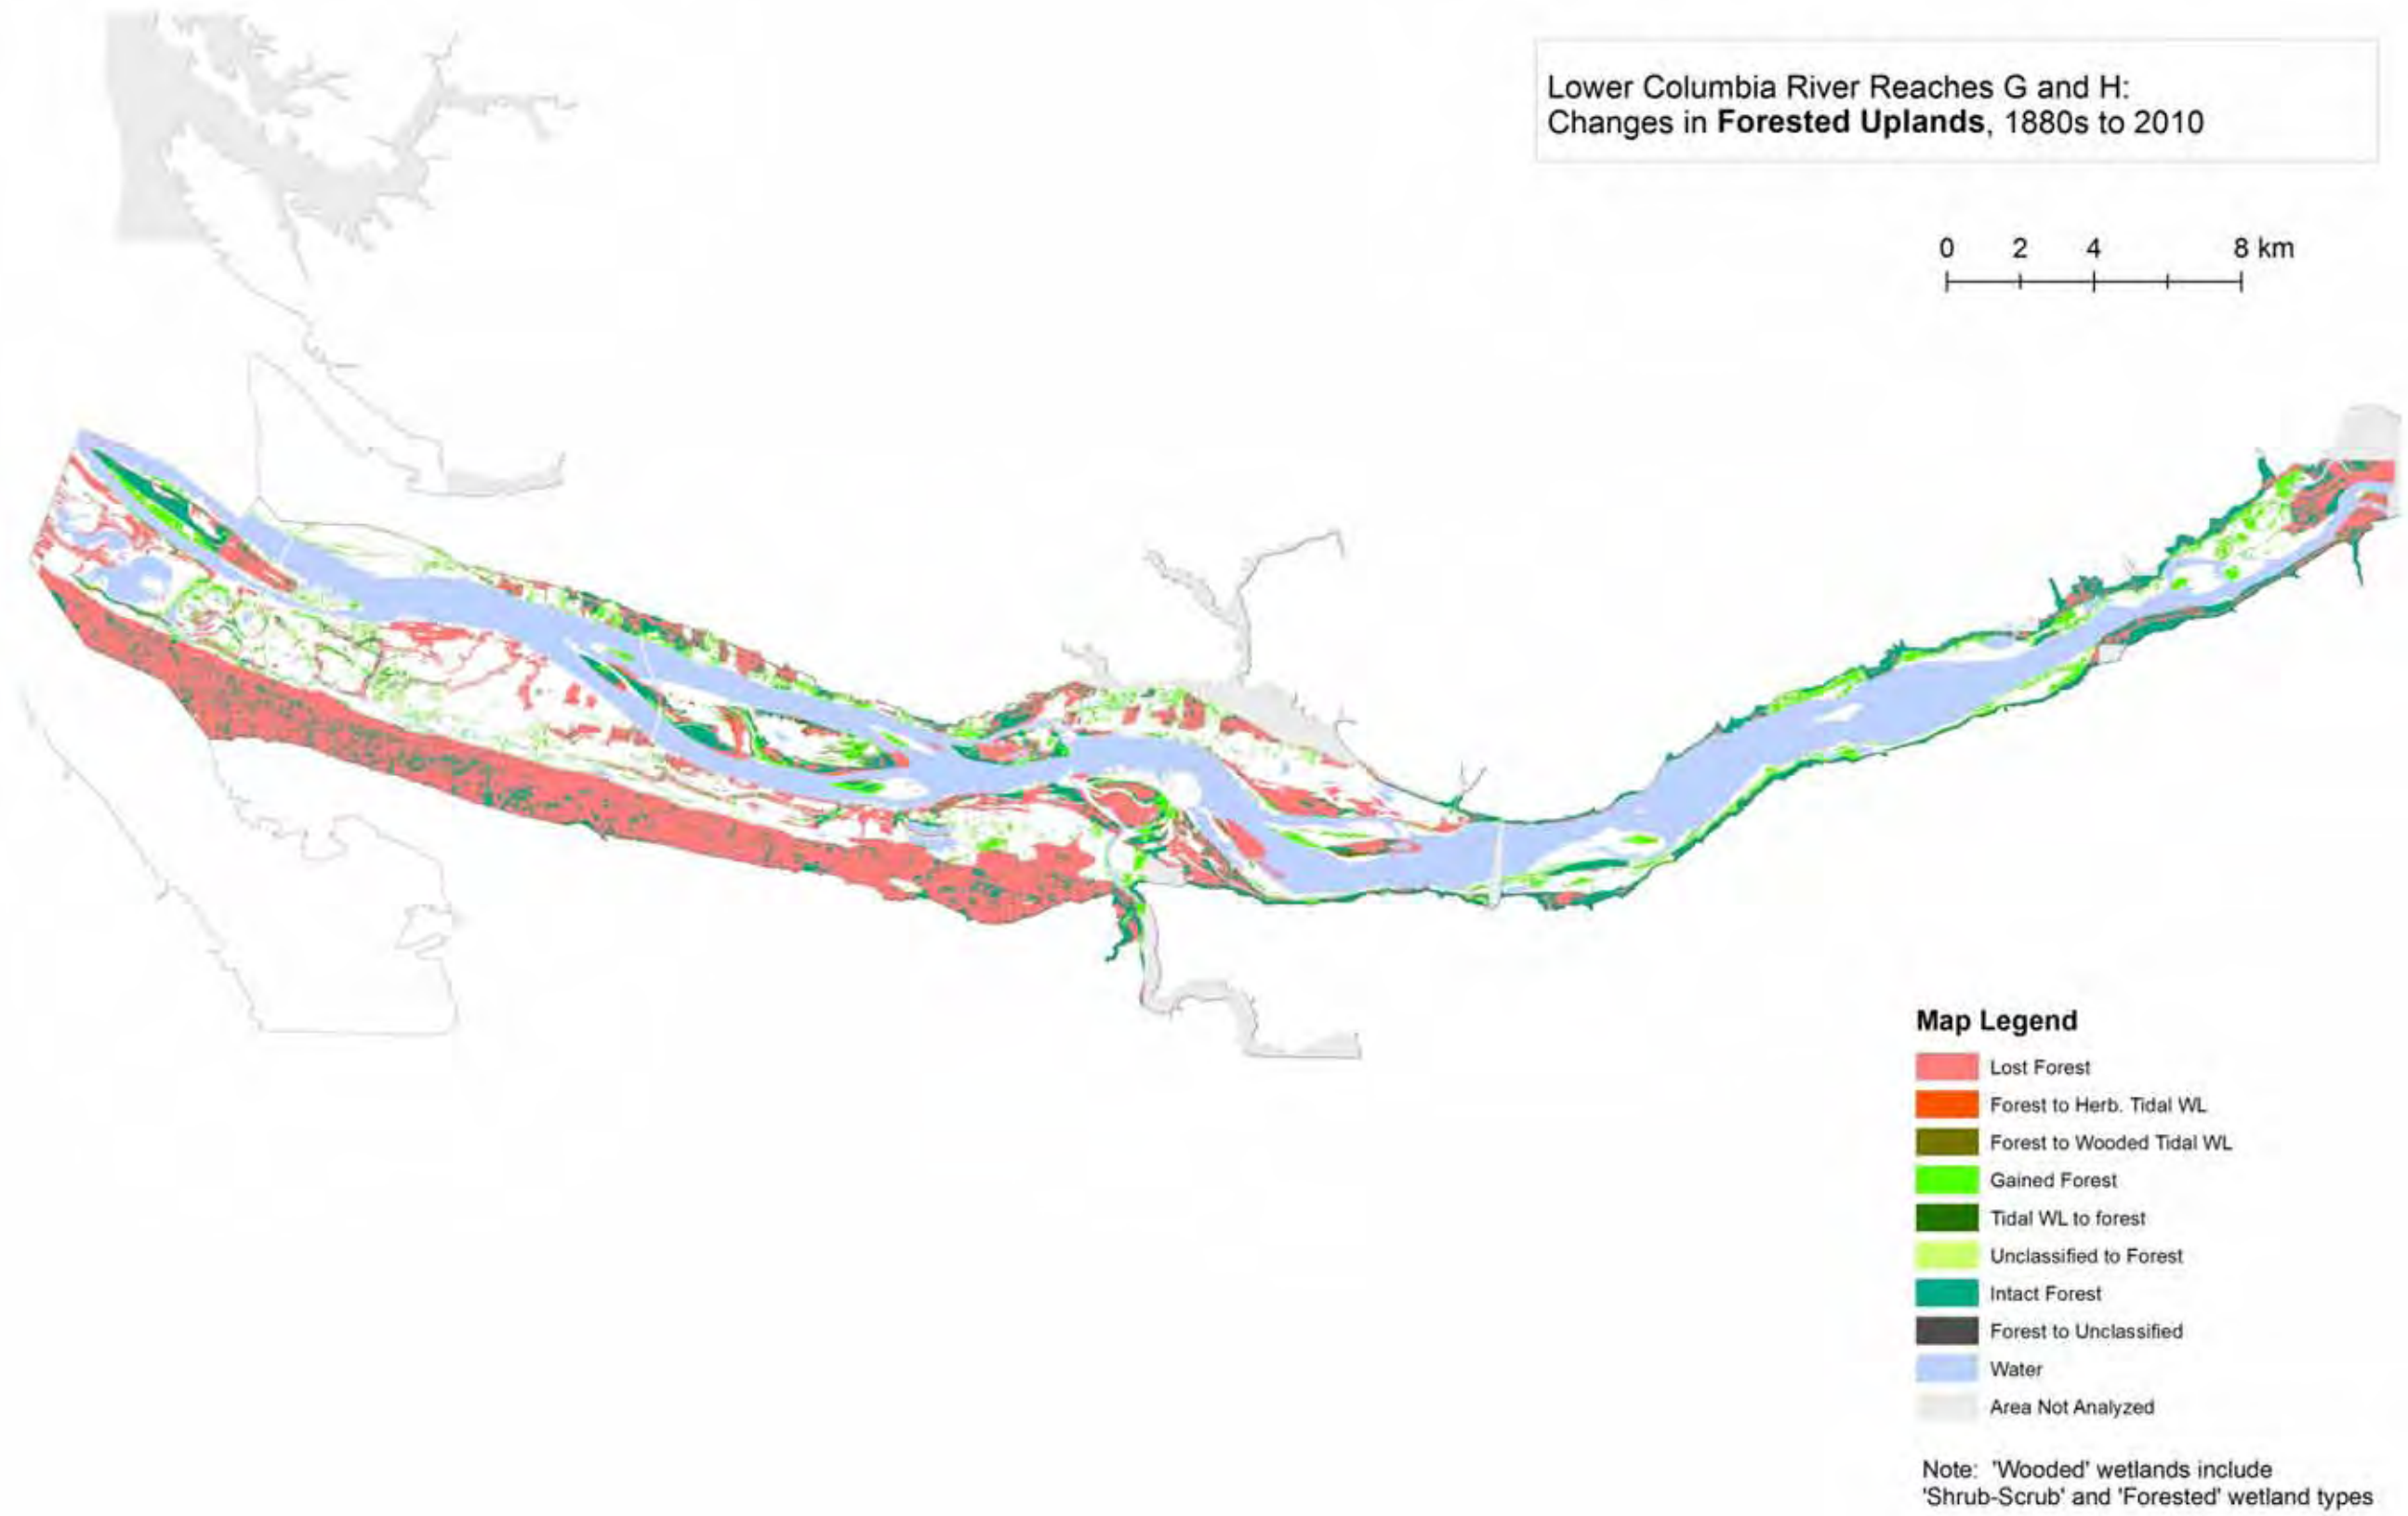 Lower Columbia River Reaches G and H:
Changes in Forested Uplands, 1880s to 2010
0 2 4 8 km
Map Legend
Lost Forest
Forest to Herb. Tidal WL
Forest to Wooded Tidal WL
Gained Forest
Tidal WL to forest
Unclassified to Forest
Intact Forest
Forest to Unclassified
Water
Area Not Analyzed
Note: 'Wooded' wetlands include
'Shrub-Scrub' and 'Forested' wetland types